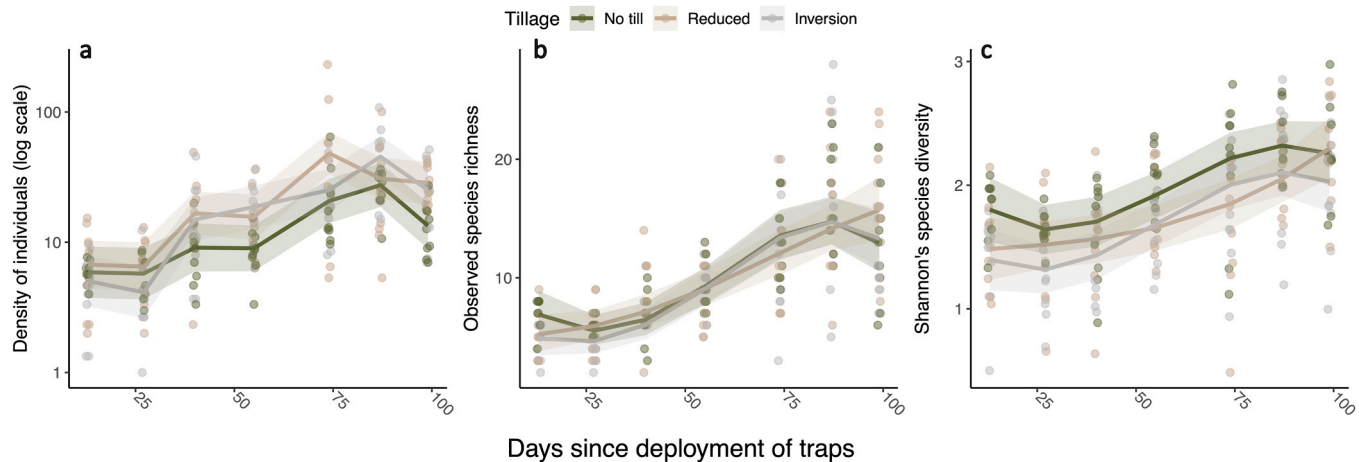 Tillage No till Reduced Inversion
a
Density of individuals (log scale)
100
10
1
25 50 75 100
b
Observed species richness
20
10
25 50 75 100
c
Shannon's species diversity
3
2
1
25 50 75 100
Days since deployment of traps